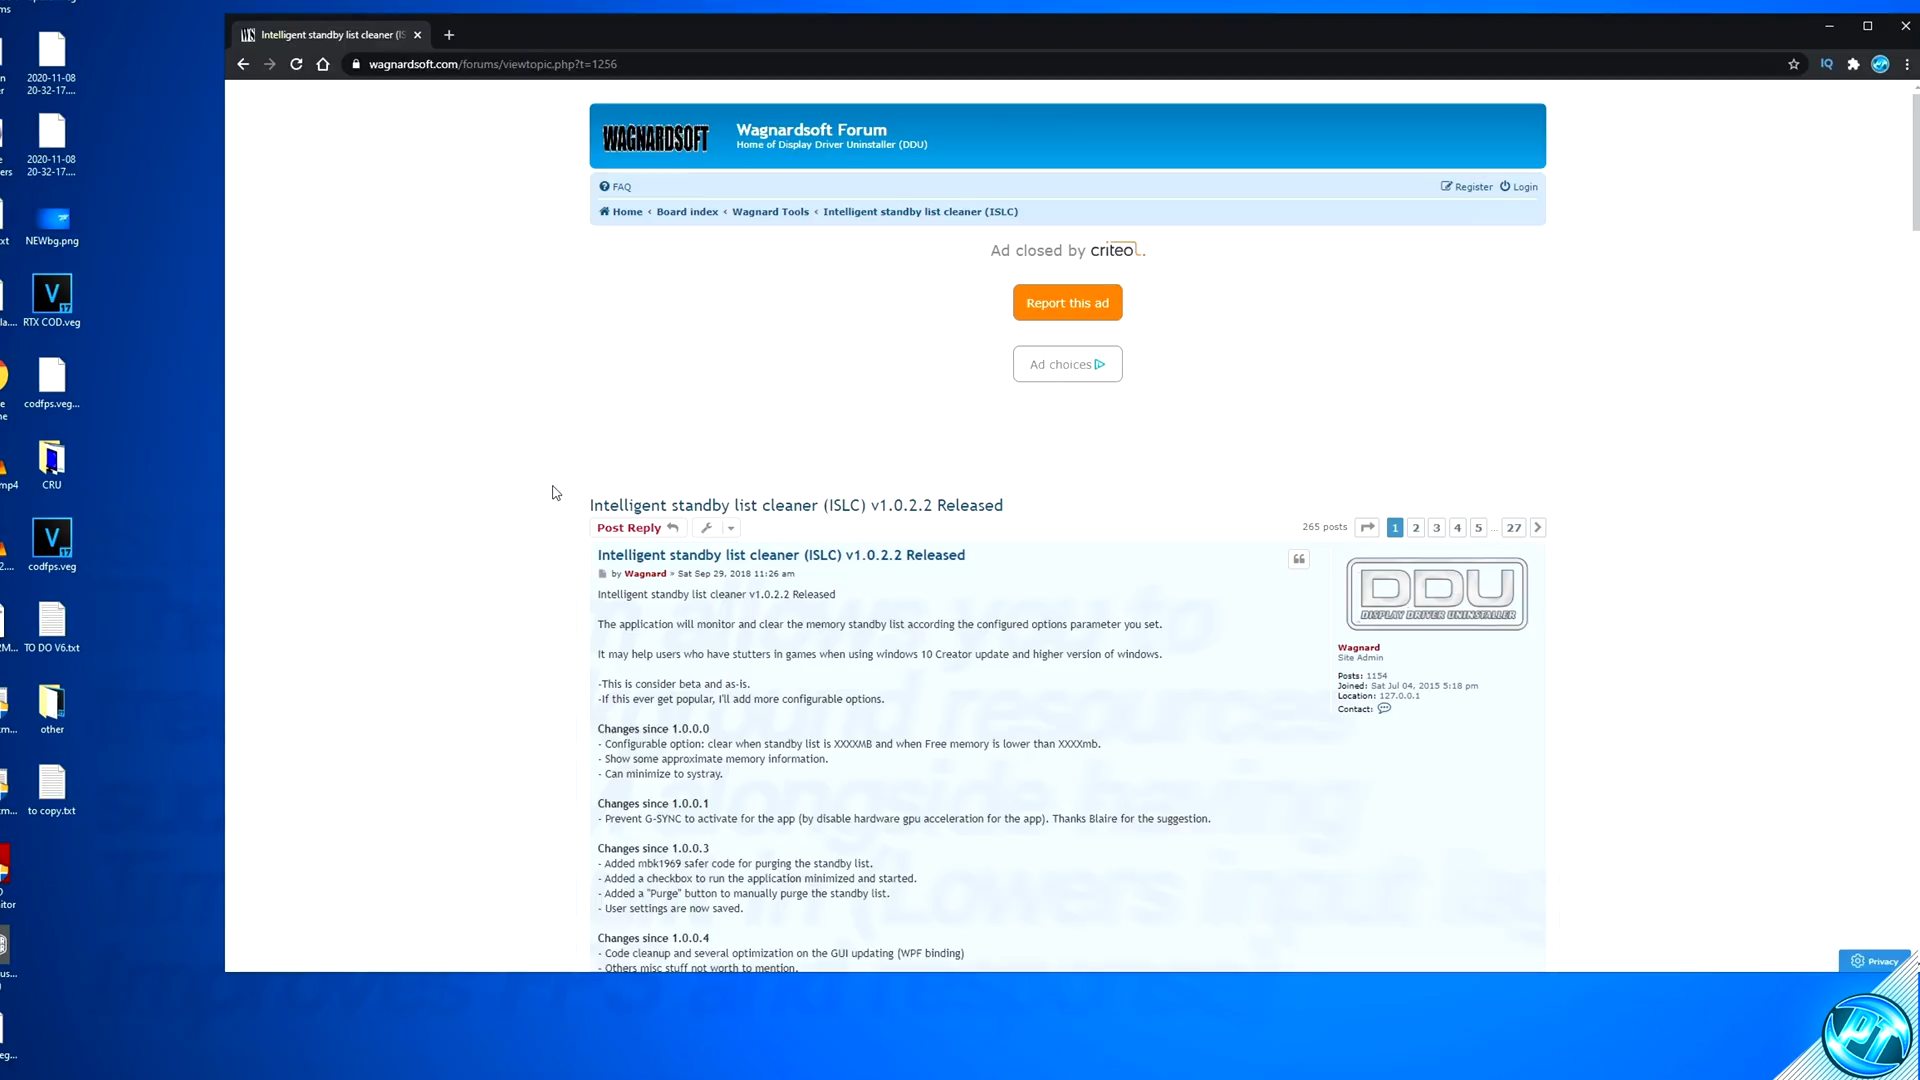 Intelligent standby list cleaner (IS
wagnardsoft.com/forums/viewtopic.php?t=1256
IQ
WAGNARDSOFT
Wagnardsoft Forum
Home of Display Driver Uninstaller (DDU)
FAQ
Register
Login
Home ‹ Board index ‹ Wagnard Tools ‹ Intelligent standby list cleaner (ISLC)
Ad closed by criteo
Report this ad
Ad choices
Intelligent standby list cleaner (ISLC) v1.0.2.2 Released
Post Reply
265 posts
1 2 3 4 5 ... 27
Intelligent standby list cleaner (ISLC) v1.0.2.2 Released
by Wagnard » Sat Sep 29, 2018 11:26 am
Intelligent standby list cleaner v1.0.2.2 Released
The application will monitor and clear the memory standby list according the configured options parameter you set.
It may help users who have stutters in games when using windows 10 Creator update and higher version of windows.
-This is consider beta and as-is.
-If this ever get popular, I'll add more configurable options.
Changes since 1.0.0.0
- Configurable option: clear when standby list is XXXXMB and when Free memory is lower than XXXXmb.
- Show some approximate memory information.
- Can minimize to systray.
Changes since 1.0.0.1
- Prevent G-SYNC to activate for the app (by disable hardware gpu acceleration for the app). Thanks Blaire for the suggestion.
Changes since 1.0.0.3
- Added mbk1969 safer code for purging the standby list.
- Added a checkbox to run the application minimized and started.
- Added a "Purge" button to manually purge the standby list.
- User settings are now saved.
Changes since 1.0.0.4
- Code cleanup and several optimization on the GUI updating (WPF binding)
- Others misc stuff not worth to mention.
DDU
DISPLAY DRIVER UNINSTALLER
Wagnard
Site Admin
Posts: 1154
Joined: Sat Jul 04, 2015 5:18 pm
Location: 127.0.0.1
Contact:
Privacy
2020-11-08
20-32-17....
2020-11-08
20-32-17....
NEWbg.png
RTX COD.veg
codfps.veg...
CRU
codfps.veg
TO DO V6.txt
other
to copy.txt